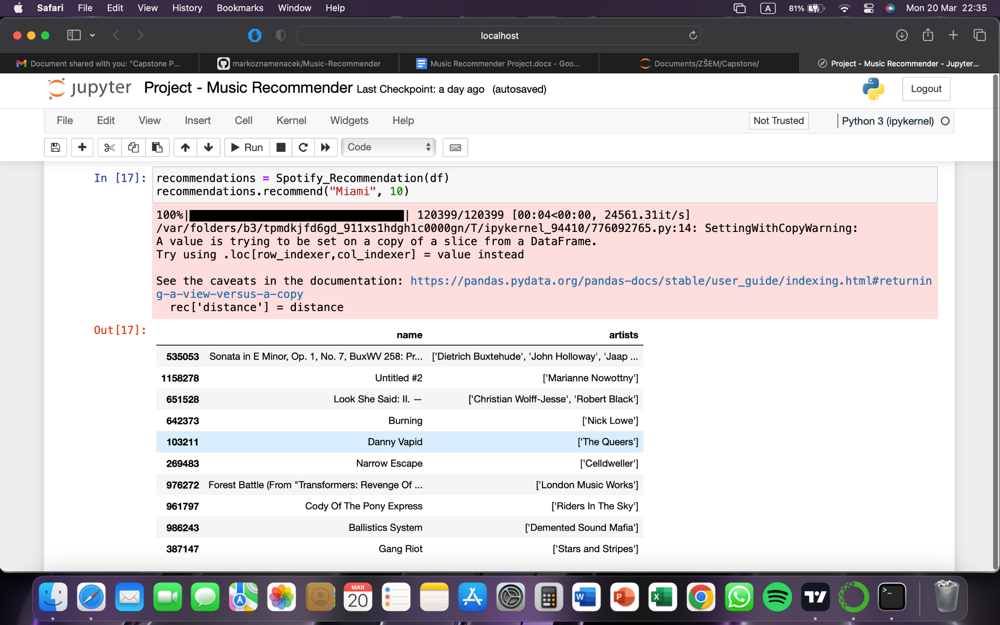 Safari File Edit View History Bookmarks Window Help A 81% Mon 20 Mar 22:35
localhost
Document shared with you: "Capstone P... markoznamenacek/Music-Recommender Music Recommender Project.docx - Goo... Documents/ZŠEM/Capstone/ Project - Music Recommender - Jupyter...
jupyter Project - Music Recommender Last Checkpoint: a day ago (autosaved) Logout
File Edit View Insert Cell Kernel Widgets Help Not Trusted Python 3 (ipykernel)
Run Code
In [17]: recommendations = Spotify_Recommendation(df)
recommendations.recommend("Miami", 10)
100%| | 120399/120399 [00:04<00:00, 24561.31it/s]
/var/folders/b3/tpmdkjfd6gd_911xs1hdgh1c0000gn/T/ipykernel_94410/776092765.py:14: SettingWithCopyWarning:
A value is trying to be set on a copy of a slice from a DataFrame.
Try using .loc[row_indexer,col_indexer] = value instead
See the caveats in the documentation: https://pandas.pydata.org/pandas-docs/stable/user_guide/indexing.html#returnin
g-a-view-versus-a-copy
rec['distance'] = distance
Out[17]:
name artists
535053 Sonata in E Minor, Op. 1, No. 7, BuxWV 258: Pr... ['Dietrich Buxtehude', 'John Holloway', 'Jaap ...
1158278 Untitled #2 ['Marianne Nowottny']
651528 Look She Said: II. — ['Christian Wolff-Jesse', 'Robert Black']
642373 Burning ['Nick Lowe']
103211 Danny Vapid ['The Queers']
269483 Narrow Escape ['Celldweller']
976272 Forest Battle (From "Transformers: Revenge Of ... ['London Music Works']
961797 Cody Of The Pony Express ['Riders In The Sky']
986243 Ballistics System ['Demented Sound Mafia']
387147 Gang Riot ['Stars and Stripes']
MAR
20 W P X >_